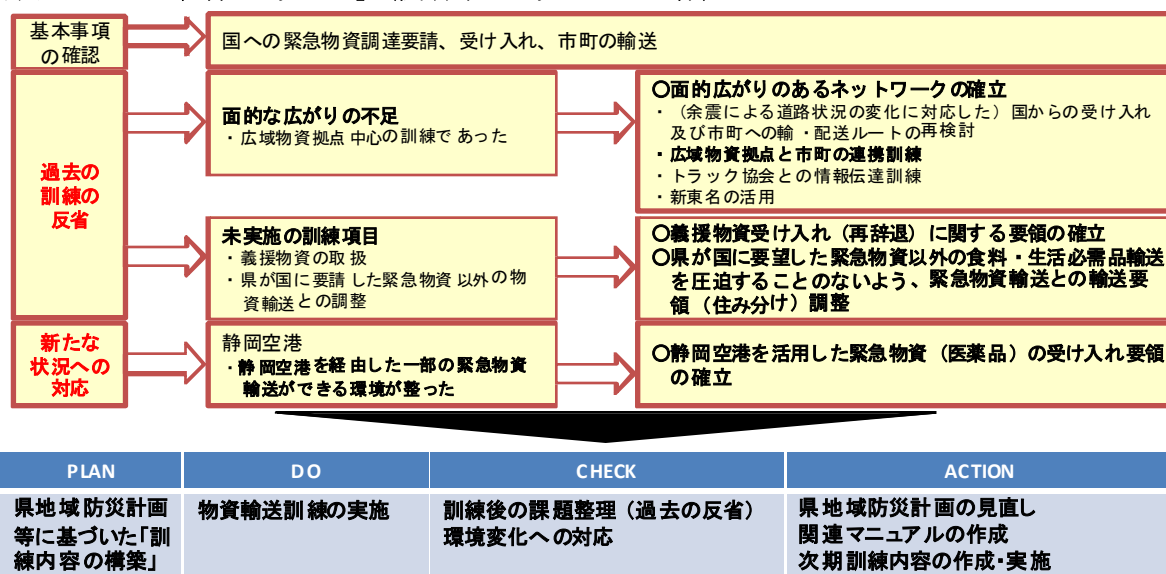 基本事項
の確認
国への緊急物資調達要請、受け入れ、市町の輸送
過去の
訓練の
反省
面的な広がりの不足
・広域物資拠点中心の訓練であった
〇面的広がりのあるネットワークの確立
・（余震による道路状況の変化に対応した）国からの受け入れ
及び市町への輸・配送ルートの再検討
・広域物資拠点と市町の連携訓練
・トラック協会との情報伝達訓練
・新東名の活用
未実施の訓練項目
・義援物資の取扱
・県が国に要請した緊急物資以外の物
資輸送との調整
〇義援物資受け入れ（再辞退）に関する要領の確立
〇県が国に要望した緊急物資以外の食料・生活必需品輸送
を圧迫することのないよう、緊急物資輸送との輸送要
領（住み分け）調整
新たな
状況への
対応
静岡空港
・静岡空港を経由した一部の緊急物資
輸送ができる環境が整った
〇静岡空港を活用した緊急物資（医薬品）の受け入れ要領
の確立
PLAN
DO
CHECK
ACTION
県地域防災計画
等に基づいた「訓
練内容の構築」
物資輸送訓練の実施
訓練後の課題整理（過去の反省）
環境変化への対応
県地域防災計画の見直し
関連マニュアルの作成
次期訓練内容の作成・実施